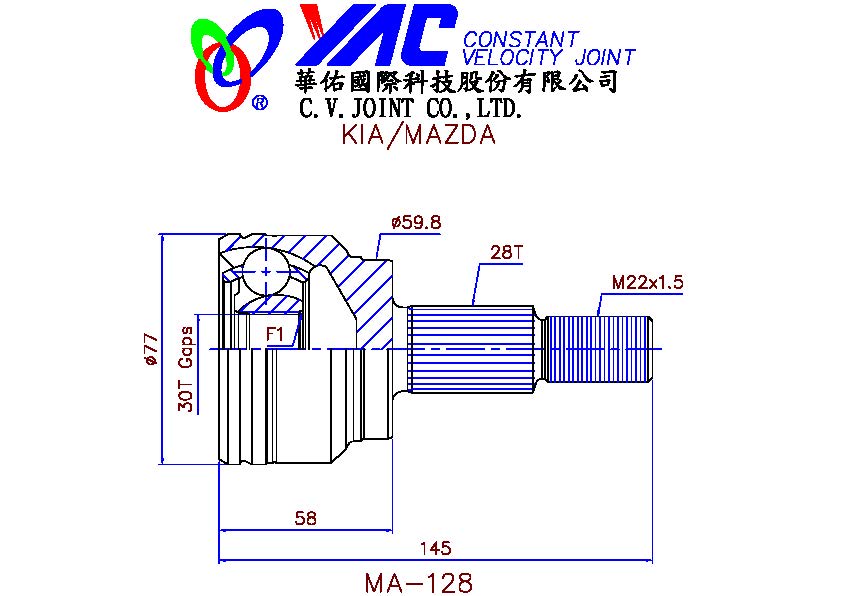 YAC CONSTANT
VELOCITY JOINT
®
華佑國際科技股份有限公司
C.V.JOINT CO.,LTD.
KIA/MAZDA
ø59.8
28T
M22x1.5
F1
ø77
30T Gaps
58
145
MA-128